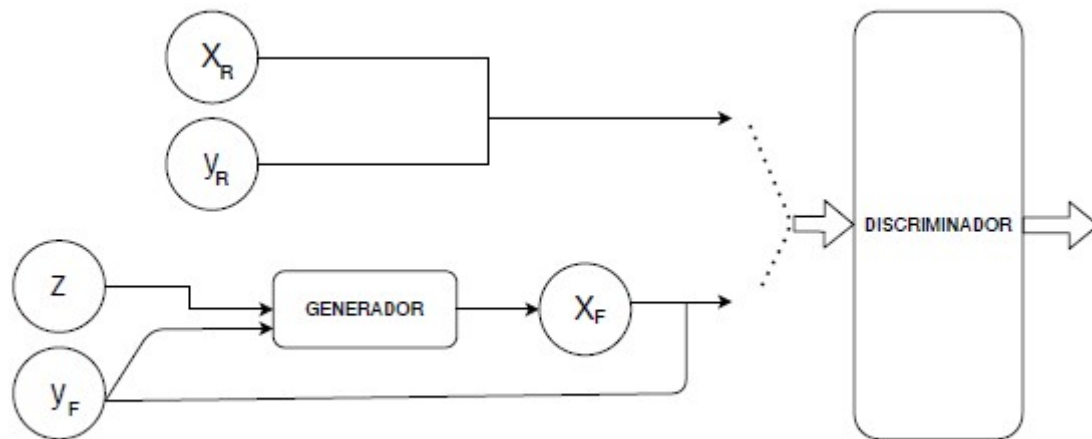 X_R
y_R
DISCRIMINADOR
Z
GENERADOR
X_F
y_F